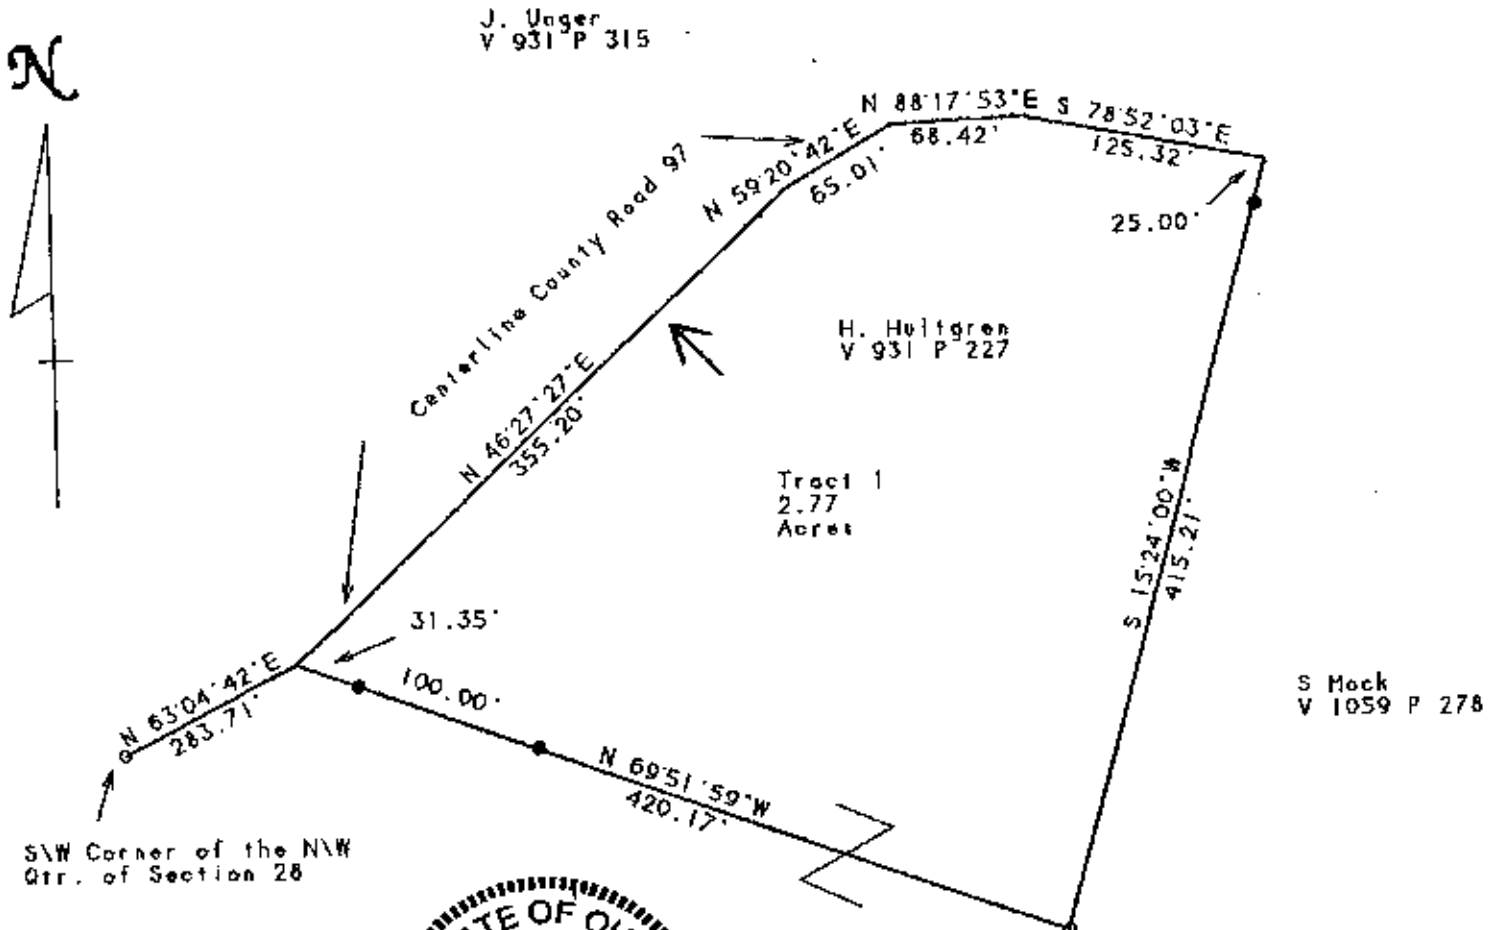 J. Unger
V 931 P 315
N
N 88°17'53"E
68.42'
S 78°52'03"E
125.32'
N 59°20'42"E
65.01'
25.00'
Centerline County Road 97
H. Hultgren
V 931 P 227
N 46°27'27"E
355.20'
Tract 1
2.77
Acres
S 15°24'00"W
415.21'
31.35'
100.00'
N 63°04'42"E
283.71'
S Mock
V 1059 P 278
N 69°51'59"W
420.17'
S\W Corner of the N\W
Qtr. of Section 28
TE OF